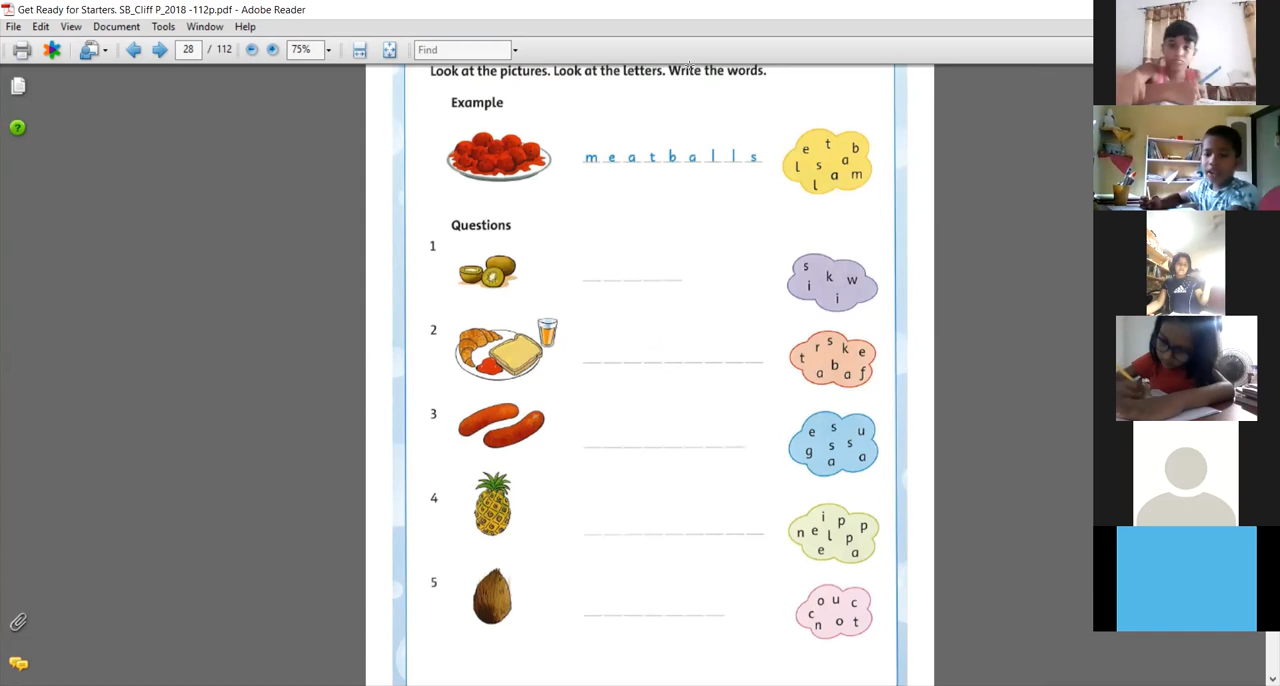 Get Ready for Starters. SB_Cliff P_2018 -112p.pdf - Adobe Reader
File Edit View Document Tools Window Help
28 / 112 75% Find
Look at the pictures. Look at the letters. Write the words.
Example
m e a t b a l l s
e t b
l s a
l a m
Questions
1
s k w
i i
2
t r s k e
a b a f
3
e s u
g s s
a a
4
i p p
n e l p
e a
5
o u c
c n o t